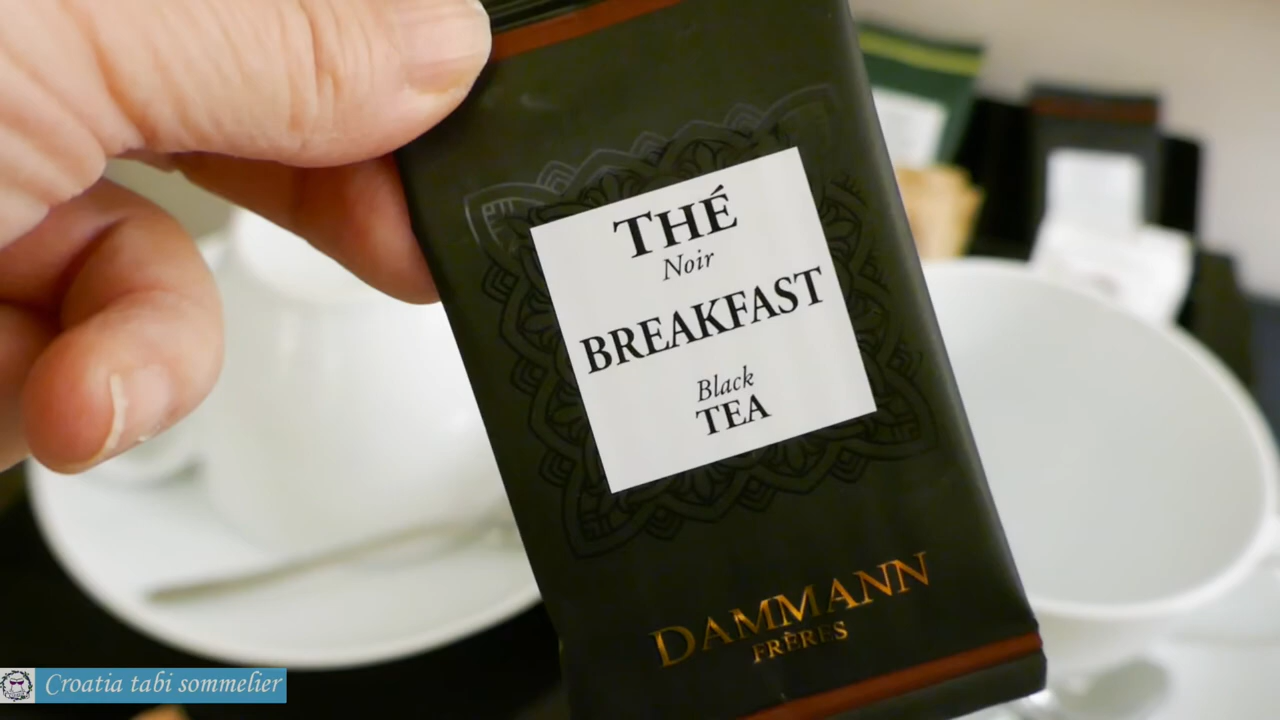 THÉ
Noir
BREAKFAST
Black
TEA
DAMMANN
FRÈRES
Croatia tabi sommelier